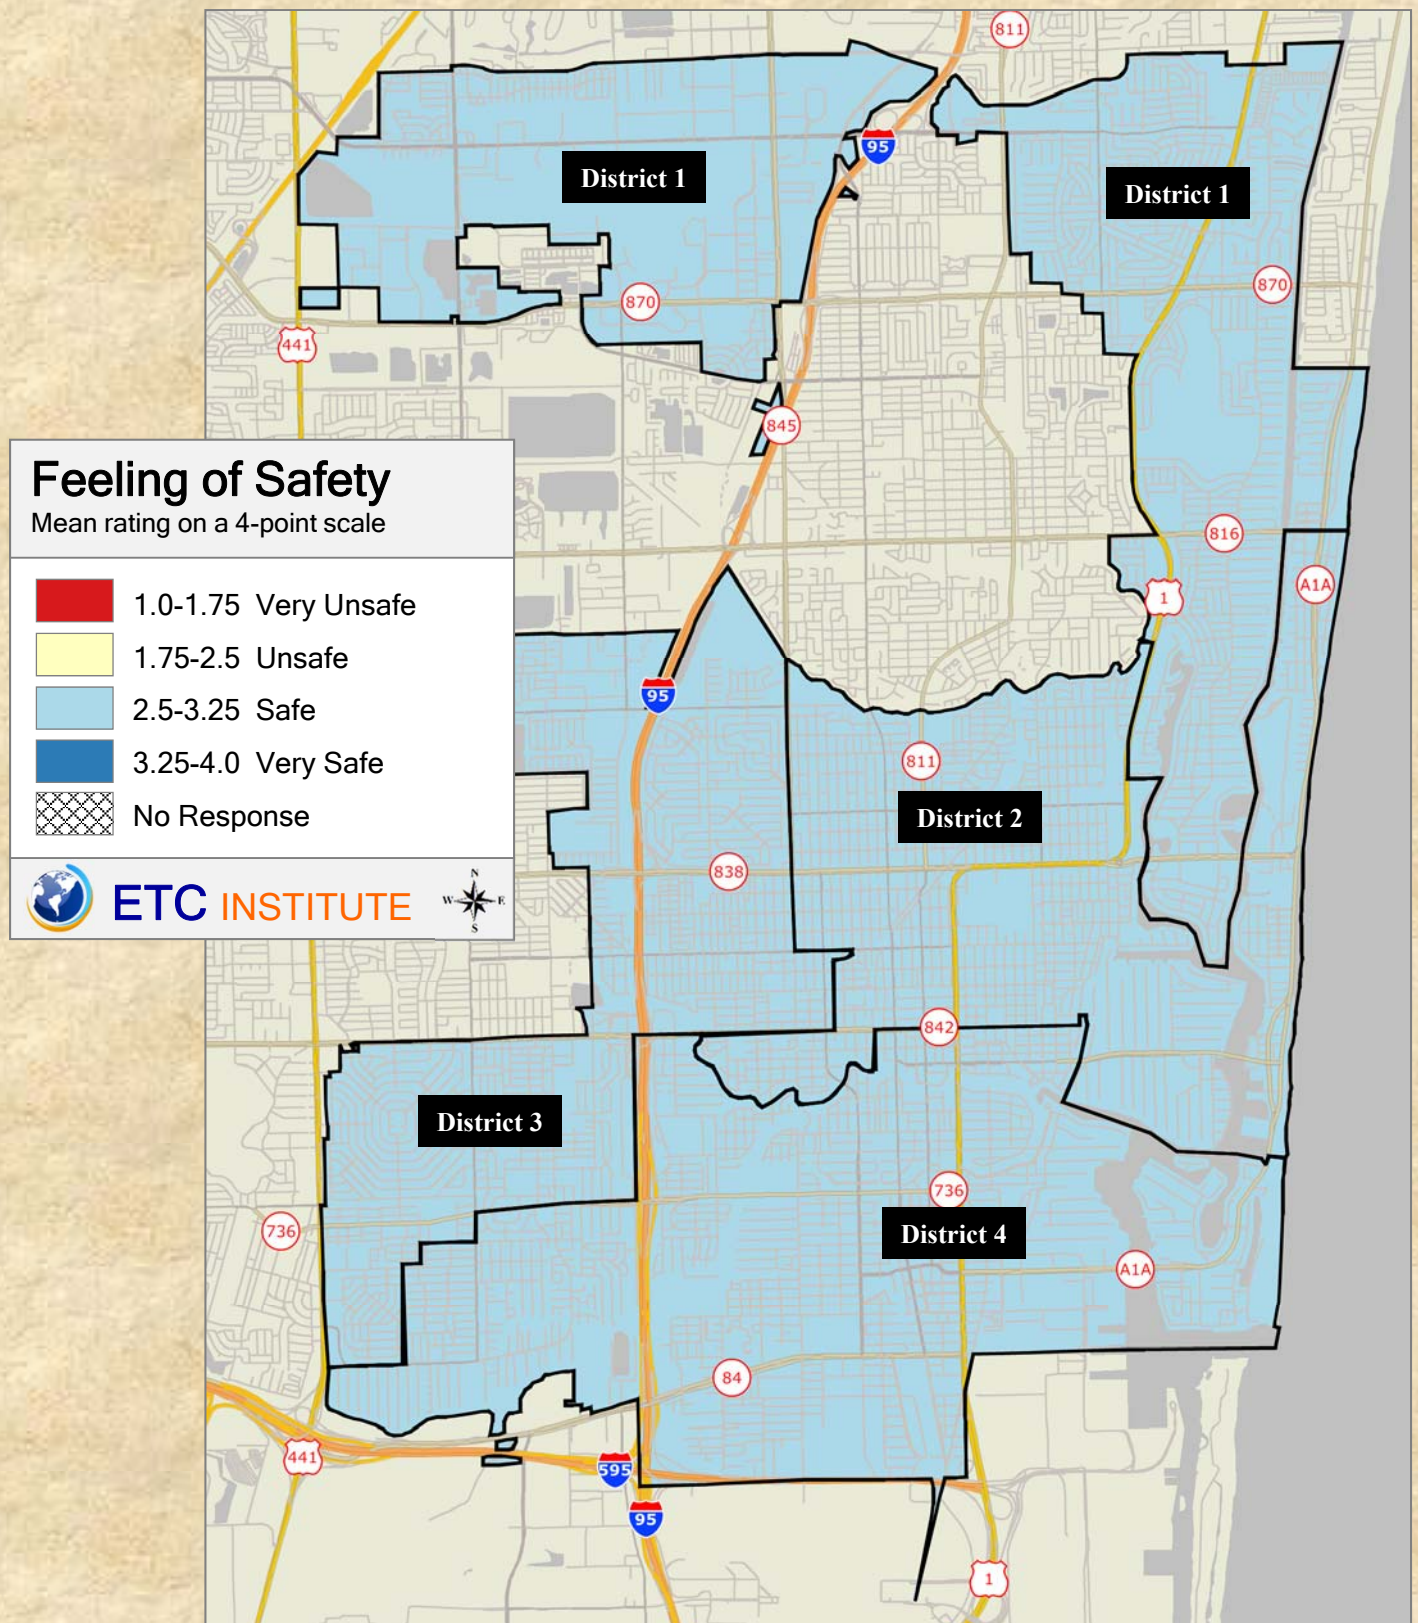 811
95
District 1
District 1
870
870
441
845
Feeling of Safety
Mean rating on a 4-point scale
1.0-1.75 Very Unsafe
1.75-2.5 Unsafe
2.5-3.25 Safe
3.25-4.0 Very Safe
No Response
ETC INSTITUTE
N
W E
S
816
A1A
1
95
811
District 2
838
842
District 3
736
736
District 4
A1A
84
441
595
95
1